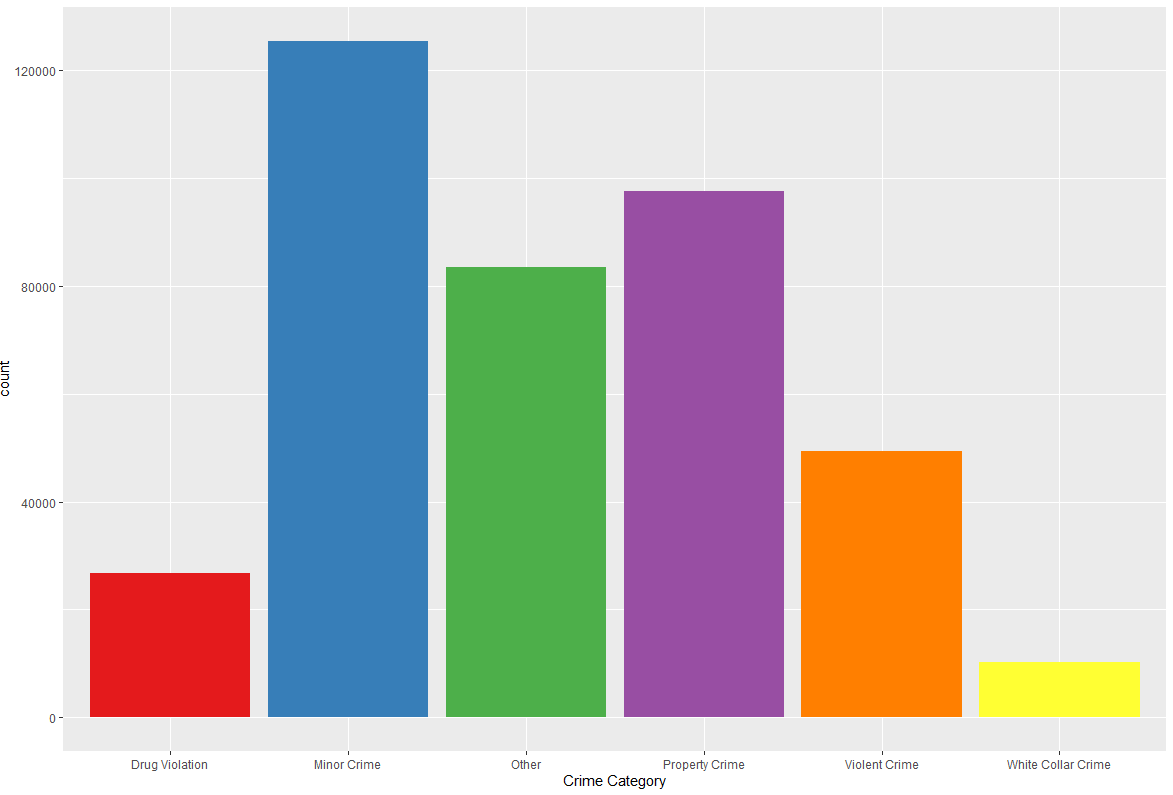 120000
80000
count
40000
0
Drug Violation Minor Crime Other Property Crime Violent Crime White Collar Crime
Crime Category